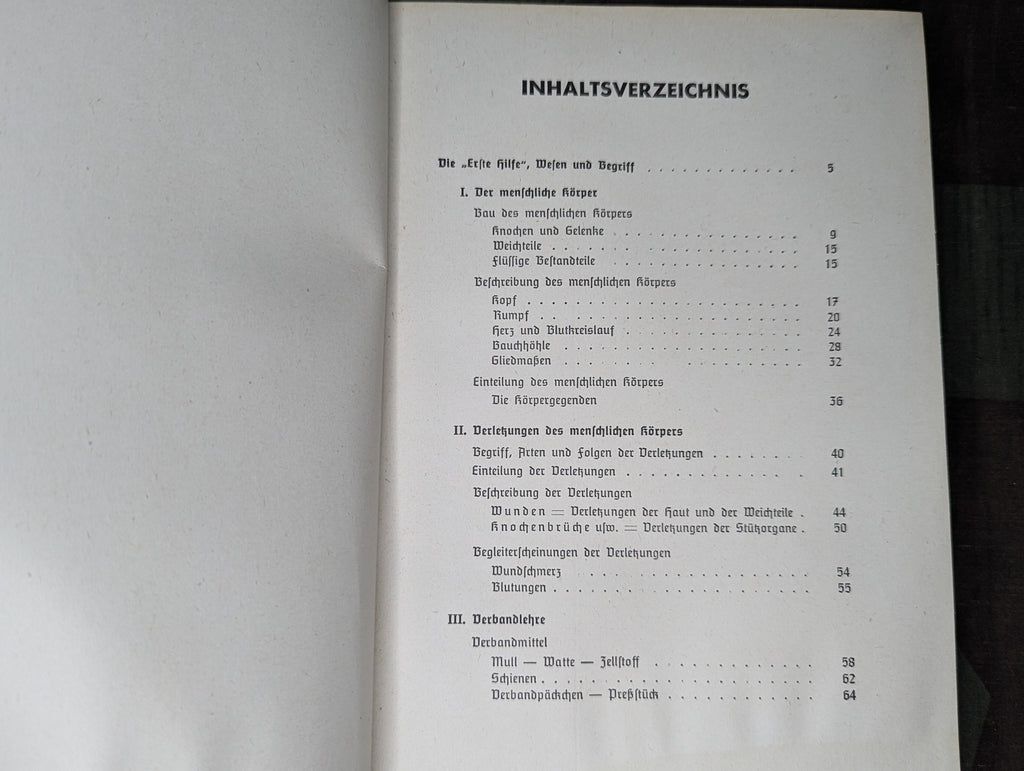 INHALTSVERZEICHNIS
Die „Erſte Hilfe“, Weſen und Begriff . . . . . . . . . . . . . 5
I. Der menſchliche Körper
Bau des menſchlichen Körpers
Knochen und Gelenke . . . . . . . . . . . . . . . . 9
Weichteile . . . . . . . . . . . . . . . . . . 15
Flüſſige Beſtandteile . . . . . . . . . . . . . . . . 15
Beſchreibung des menſchlichen Körpers
Kopf . . . . . . . . . . . . . . . . . . . . . . 17
Rumpf . . . . . . . . . . . . . . . . . . . . . 20
Herz und Blutkreislauf . . . . . . . . . . . . . . . 24
Bauchhöhle . . . . . . . . . . . . . . . . . . . . 28
Gliedmaßen . . . . . . . . . . . . . . . . . . . 32
Einteilung des menſchlichen Körpers
Die Körpergegenden 36
II. Verletzungen des menſchlichen Körpers
Begriff, Arten und Folgen der Verletzungen . . . . . . . . 40
Einteilung der Verletzungen . . . . . . . . . . . . . . . 41
Beſchreibung der Verletzungen
Wunden = Verletzungen der Haut und der Weichteile . 44
Knochenbrüche uſw. = Verletzungen der Stützorgane . 50
Begleiterſcheinungen der Verletzungen
Wundſchmerz . . . . . . . . . . . . . . . . . . 54
Blutungen . . . . . . . . . . . . . . . . . . . . . 55
III. Verbandlehre
Verbandmittel
Mull — Watte — Zellſtoff . . . . . . . . . . . . . 58
Schienen . . . . . . . . . . . . . . . . . . . . . . 62
Verbandpäckchen — Preßſtück . . . . . . . . . . . . 64